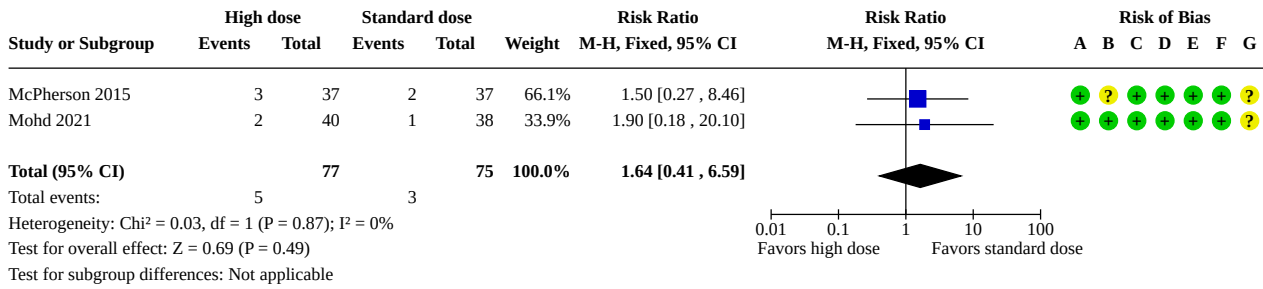 High dose Standard dose Risk Ratio Risk Ratio Risk of Bias
Study or Subgroup Events Total Events Total Weight M-H, Fixed, 95% CI M-H, Fixed, 95% CI A B C D E F G
McPherson 2015 3 37 2 37 66.1% 1.50 [0.27 , 8.46] + ? + + + + ?
Mohd 2021 2 40 1 38 33.9% 1.90 [0.18 , 20.10] + + + + + + ?
Total (95% CI) 77 75 100.0% 1.64 [0.41 , 6.59]
Total events: 5 3
Heterogeneity: Chi² = 0.03, df = 1 (P = 0.87); I² = 0%
0.01 0.1 1 10 100
Test for overall effect: Z = 0.69 (P = 0.49) Favors high dose Favors standard dose
Test for subgroup differences: Not applicable